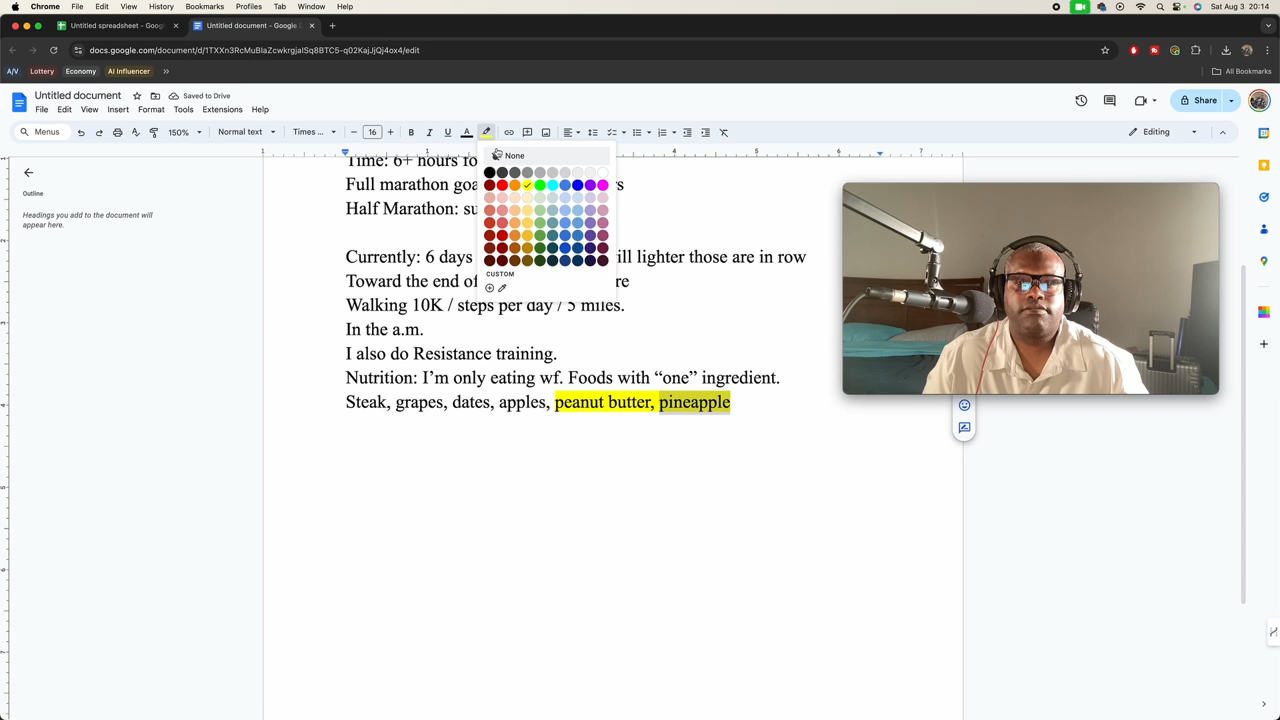 Chrome File Edit View History Bookmarks Profiles Tab Window Help Sat Aug 3 20:14
Untitled spreadsheet - Goog
Untitled document - Google D
docs.google.com/document/d/1TXXn3RcMuBlaZcwkrgjaISq8BTC5-q02KajJjQj4ox4/edit
A/V Lottery Economy AI Influencer All Bookmarks
Untitled document Saved to Drive
File Edit View Insert Format Tools Extensions Help
Share
Menus 150% Normal text Times ... 16 Editing
None
CUSTOM
Outline
Headings you add to the document will
appear here.
Time: 6+ hours fo
Full marathon goa rs
Half Marathon: su
Currently: 6 days ill lighter those are in row
Toward the end of re
Walking 10K / steps per day / 5 miles.
In the a.m.
I also do Resistance training.
Nutrition: I’m only eating wf. Foods with “one” ingredient.
Steak, grapes, dates, apples, peanut butter, pineapple